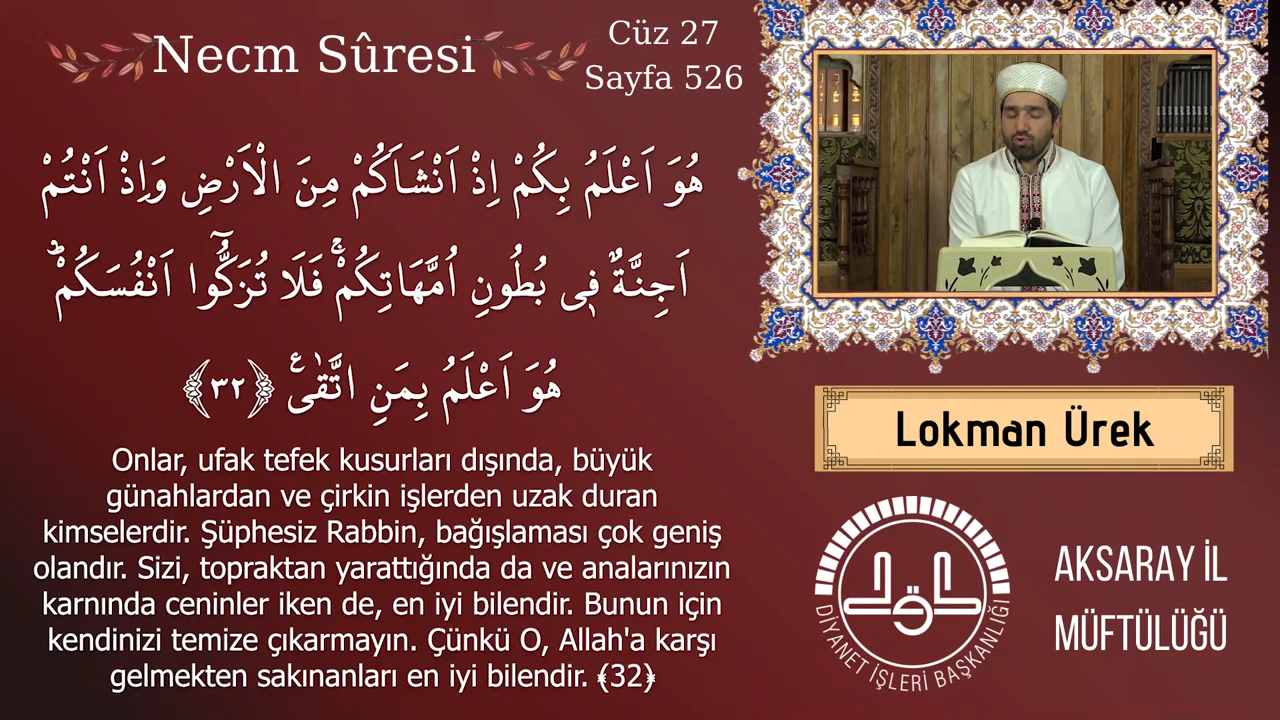 Necm Sûresi
Cüz 27
Sayfa 526
هُوَ اَعْلَمُ بِكُمْ اِذْ اَنْشَاَكُمْ مِنَ الْاَرْضِ وَاِذْ اَنْتُمْ
اَجِنَّةٌ ف۪ي بُطُونِ اُمَّهَاتِكُمْۚ فَلَا تُزَكُّٓوا اَنْفُسَكُمْۜ
هُوَ اَعْلَمُ بِمَنِ اتَّقٰى۟ ﴿٣٢﴾
Onlar, ufak tefek kusurları dışında, büyük
günahlardan ve çirkin işlerden uzak duran
kimselerdir. Şüphesiz Rabbin, bağışlaması çok geniş
olandır. Sizi, topraktan yarattığında da ve analarınızın
karnında ceninler iken de, en iyi bilendir. Bunun için
kendinizi temize çıkarmayın. Çünkü O, Allah'a karşı
gelmekten sakınanları en iyi bilendir. ﴾32﴿
Lokman Ürek
DİYANET İŞLERİ BAŞKANLIĞI
AKSARAY İL
MÜFTÜLÜĞÜ